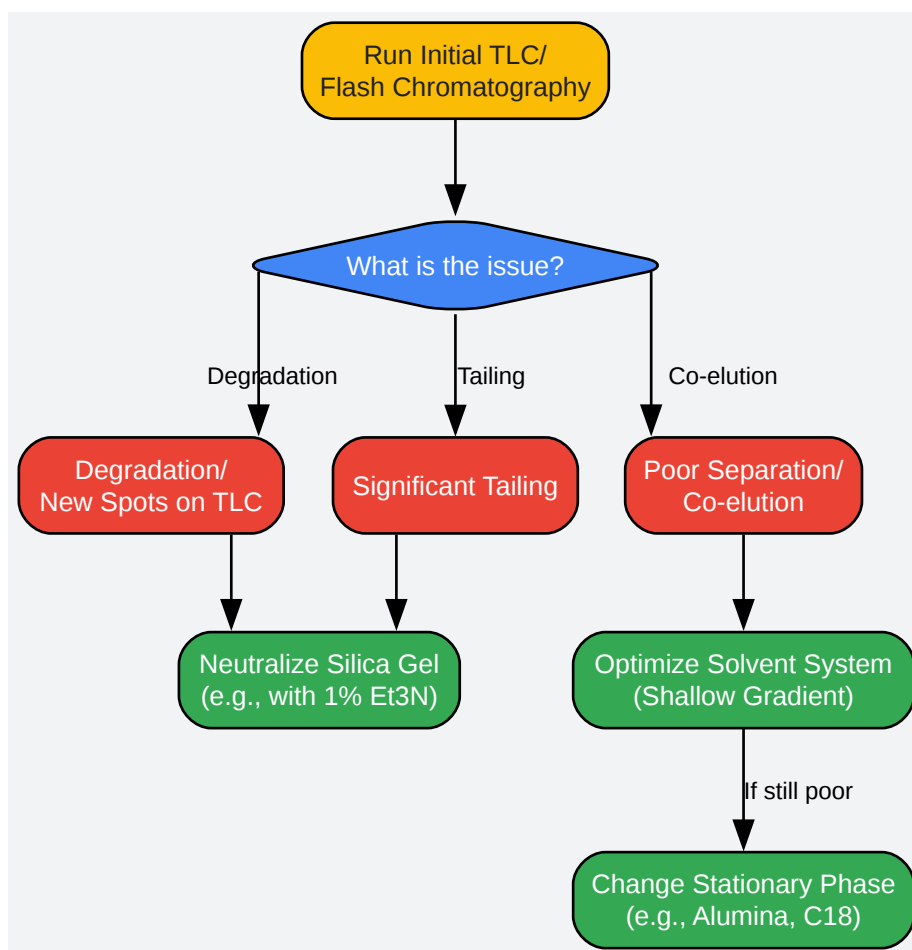 Run Initial TLC/
Flash Chromatography
What is the issue?
Degradation
Tailing
Co-elution
Degradation/
New Spots on TLC
Significant Tailing
Poor Separation/
Co-elution
Neutralize Silica Gel
(e.g., with 1% Et3N)
Optimize Solvent System
(Shallow Gradient)
If still poor
Change Stationary Phase
(e.g., Alumina, C18)